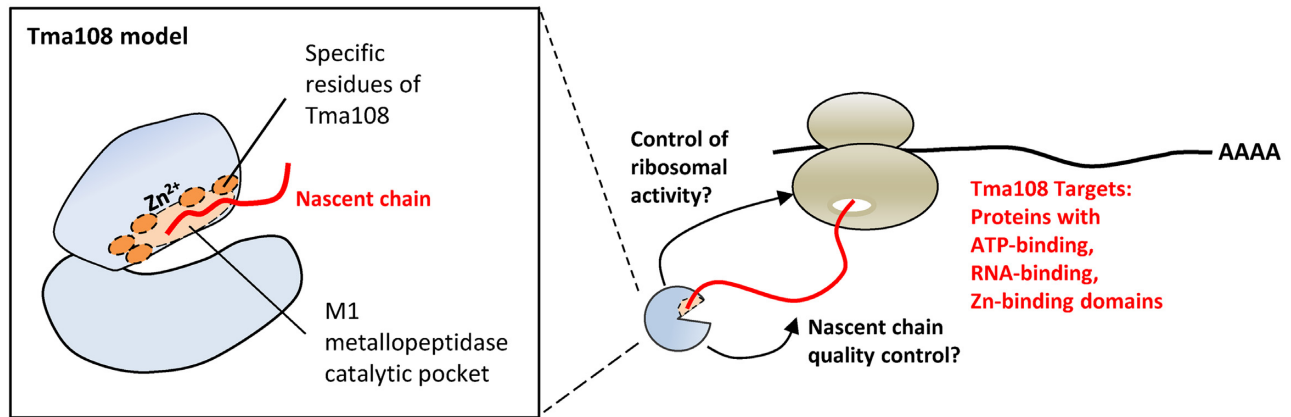 Tma108 model
Specific
residues of
Tma108
Zn2+
Nascent chain
M1
metallopeptidase
catalytic pocket
Control of
ribosomal
activity?
AAAA
Tma108 Targets:
Proteins with
ATP-binding,
RNA-binding,
Zn-binding domains
Nascent chain
quality control?